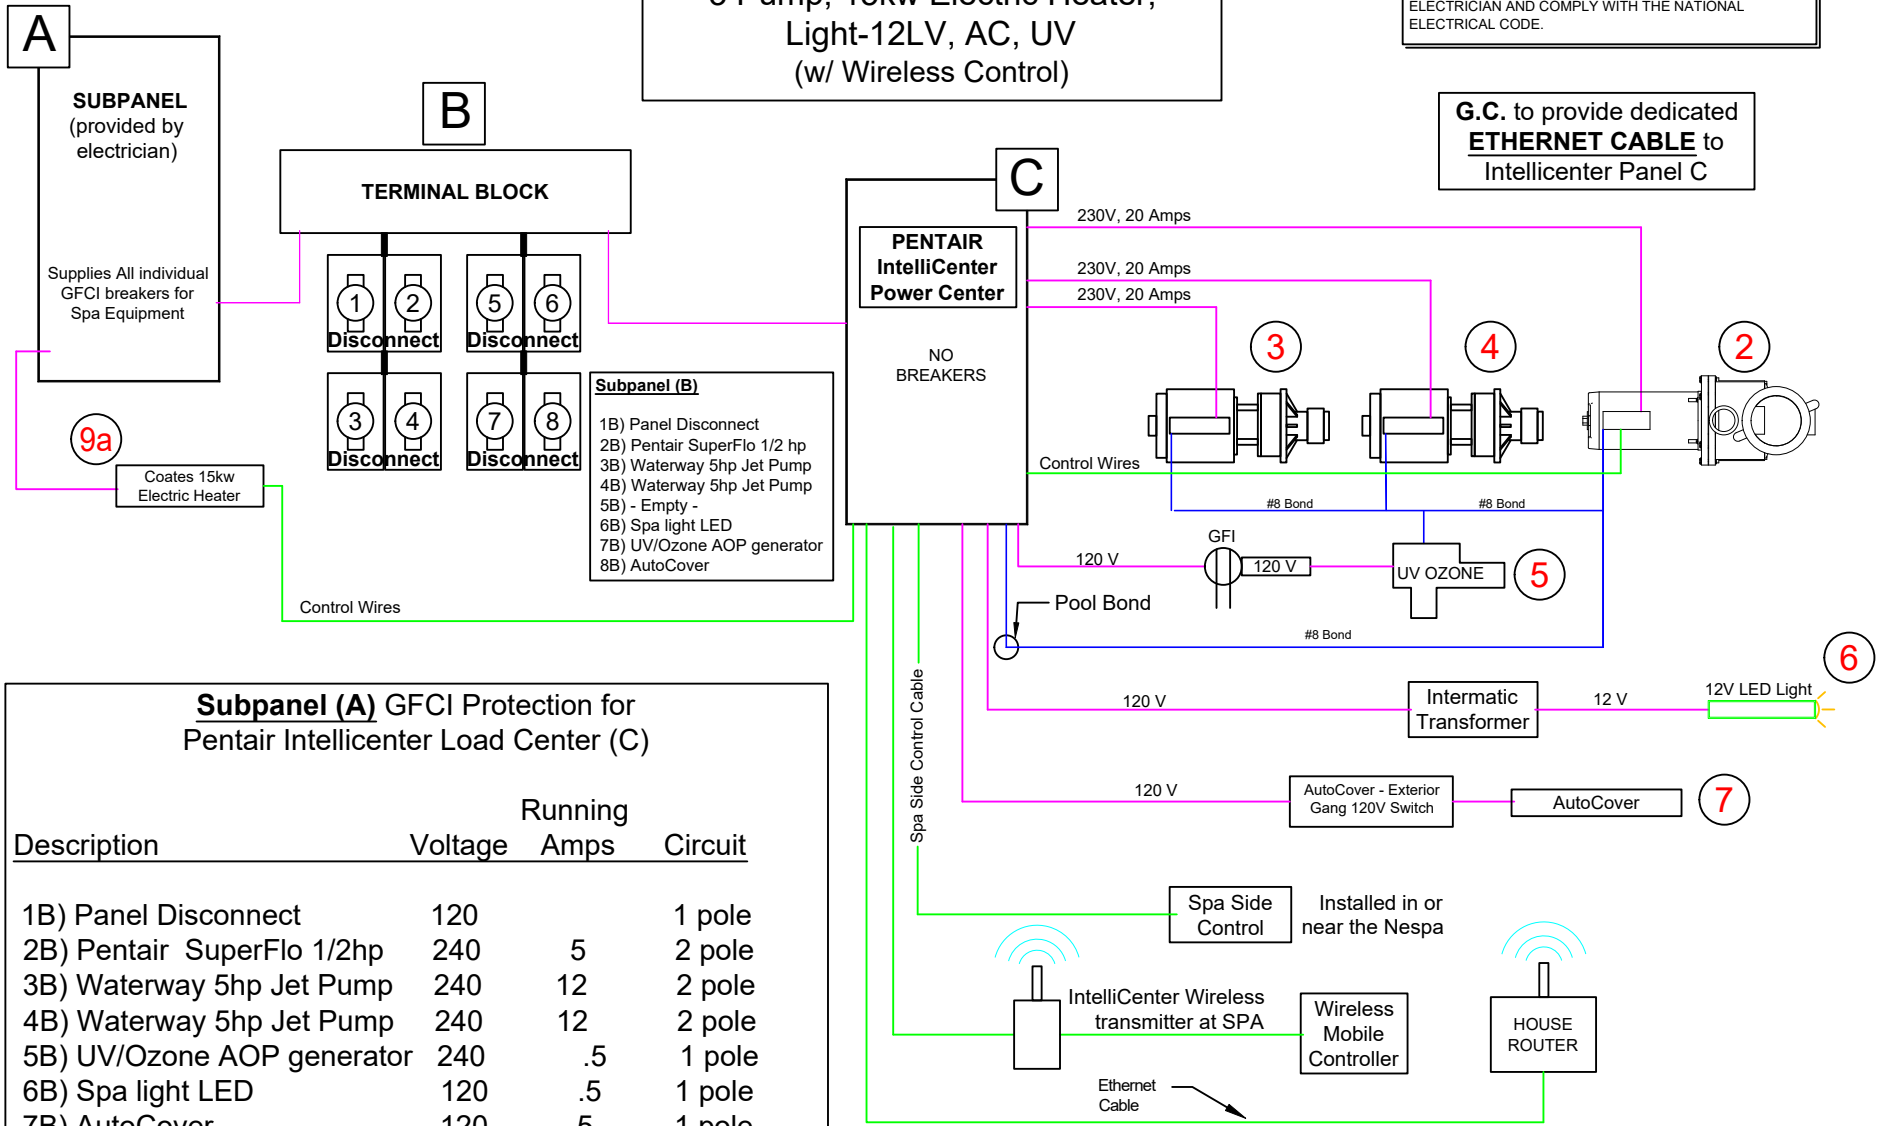 A
SUBPANEL
(provided by
electrician)
Supplies All individual
GFCI breakers for
Spa Equipment
B
TERMINAL BLOCK
1
2
5
6
Disconnect
Disconnect
3
4
7
8
Disconnect
Disconnect
Subpanel (B)
1B) Panel Disconnect
2B) Pentair SuperFlo 1/2 hp
3B) Waterway 5hp Jet Pump
4B) Waterway 5hp Jet Pump
5B) - Empty -
6B) Spa light LED
7B) UV/Ozone AOP generator
8B) AutoCover
9a
Coates 15kw
Electric Heater
Control Wires
Light-12LV, AC, UV
(w/ Wireless Control)
ELECTRICIAN AND COMPLY WITH THE NATIONAL
ELECTRICAL CODE.
G.C. to provide dedicated
ETHERNET CABLE to
Intellicenter Panel C
C
PENTAIR
IntelliCenter
Power Center
NO
BREAKERS
230V, 20 Amps
230V, 20 Amps
230V, 20 Amps
3
4
2
Control Wires
#8 Bond
#8 Bond
GFI
120 V
120 V
UV OZONE
5
Pool Bond
#8 Bond
6
120 V
Intermatic
Transformer
12 V
12V LED Light
Spa Side Control Cable
120 V
AutoCover - Exterior
Gang 120V Switch
AutoCover
7
Spa Side
Control
Installed in or
near the Nespa
IntelliCenter Wireless
transmitter at SPA
Wireless
Mobile
Controller
HOUSE
ROUTER
Ethernet
Cable
Subpanel (A) GFCI Protection for
Pentair Intellicenter Load Center (C)
Running
Description Voltage Amps Circuit
1B) Panel Disconnect 120 1 pole
2B) Pentair SuperFlo 1/2hp 240 5 2 pole
3B) Waterway 5hp Jet Pump 240 12 2 pole
4B) Waterway 5hp Jet Pump 240 12 2 pole
5B) UV/Ozone AOP generator 240 .5 1 pole
6B) Spa light LED 120 .5 1 pole
7B) AutoCover 120 5 1 pole